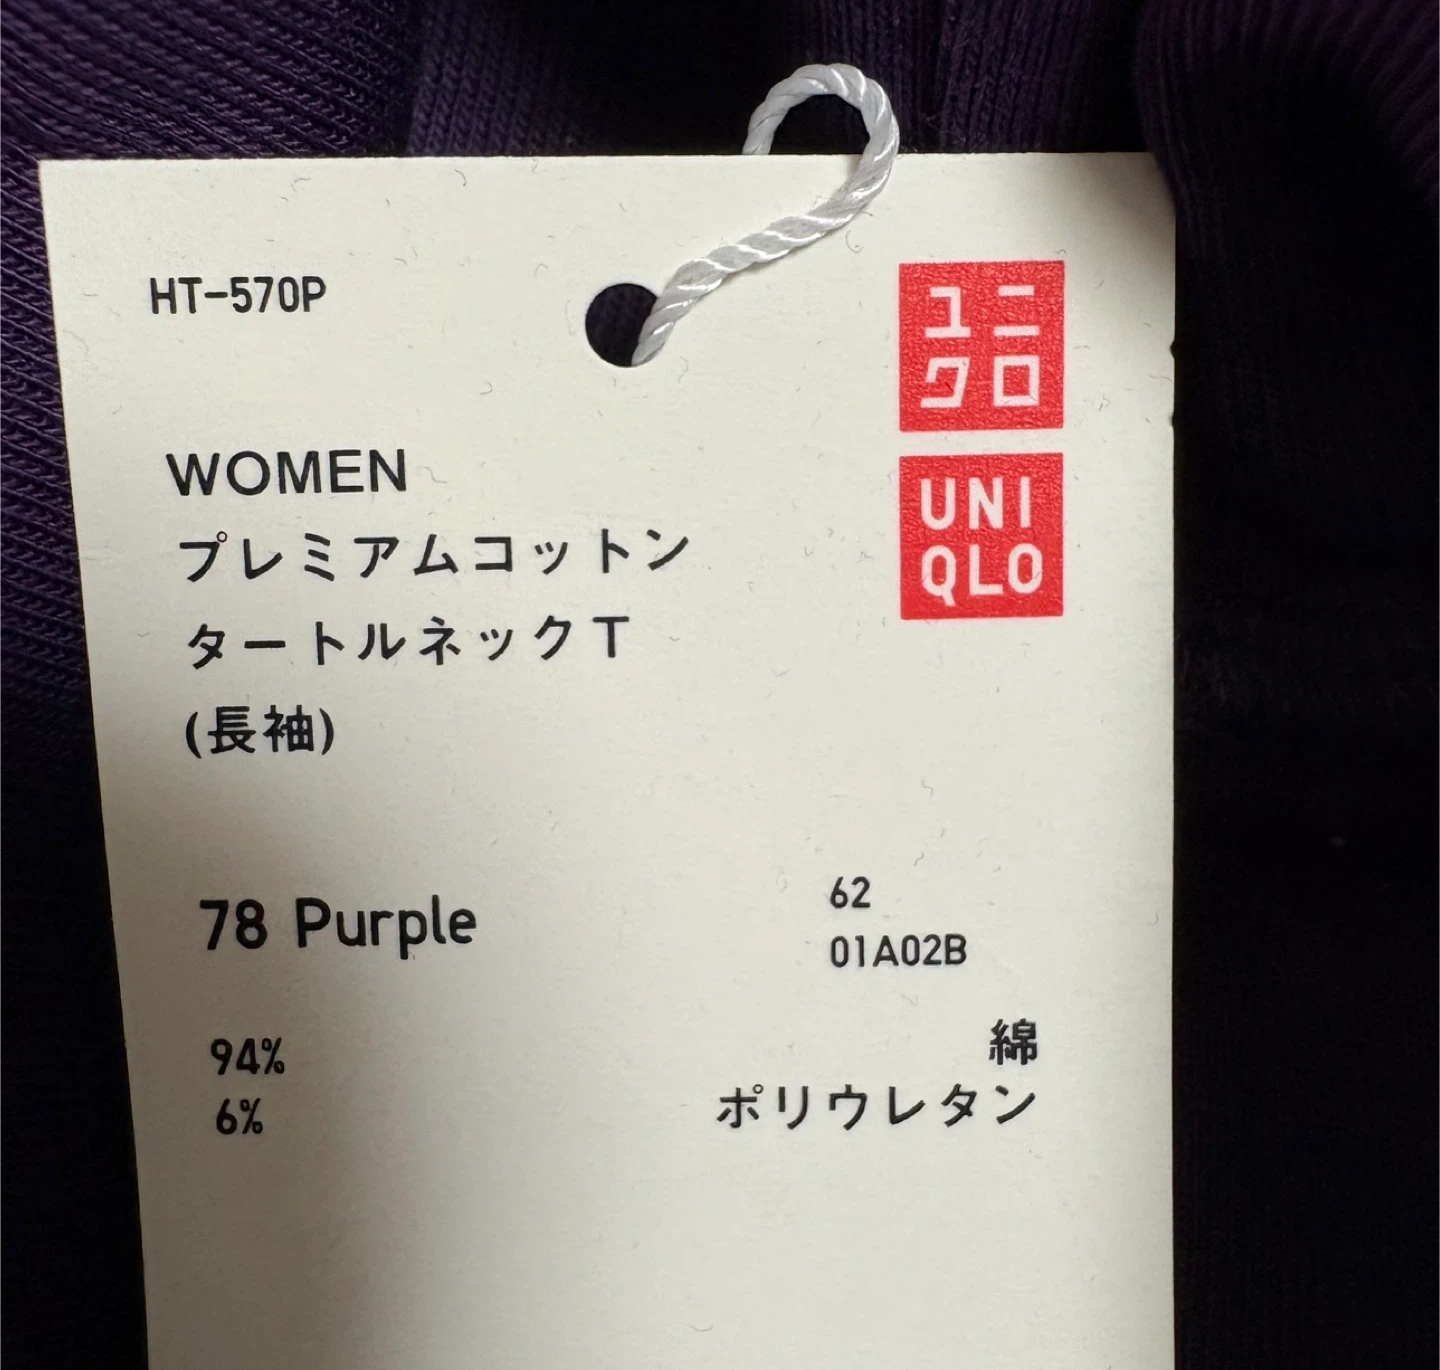 HT-570P
ユニ
クロ
UNI
QLO
WOMEN
プレミアムコットン
タートルネックT
(長袖)
78 Purple
62
01A02B
94% 綿
6% ポリウレタン